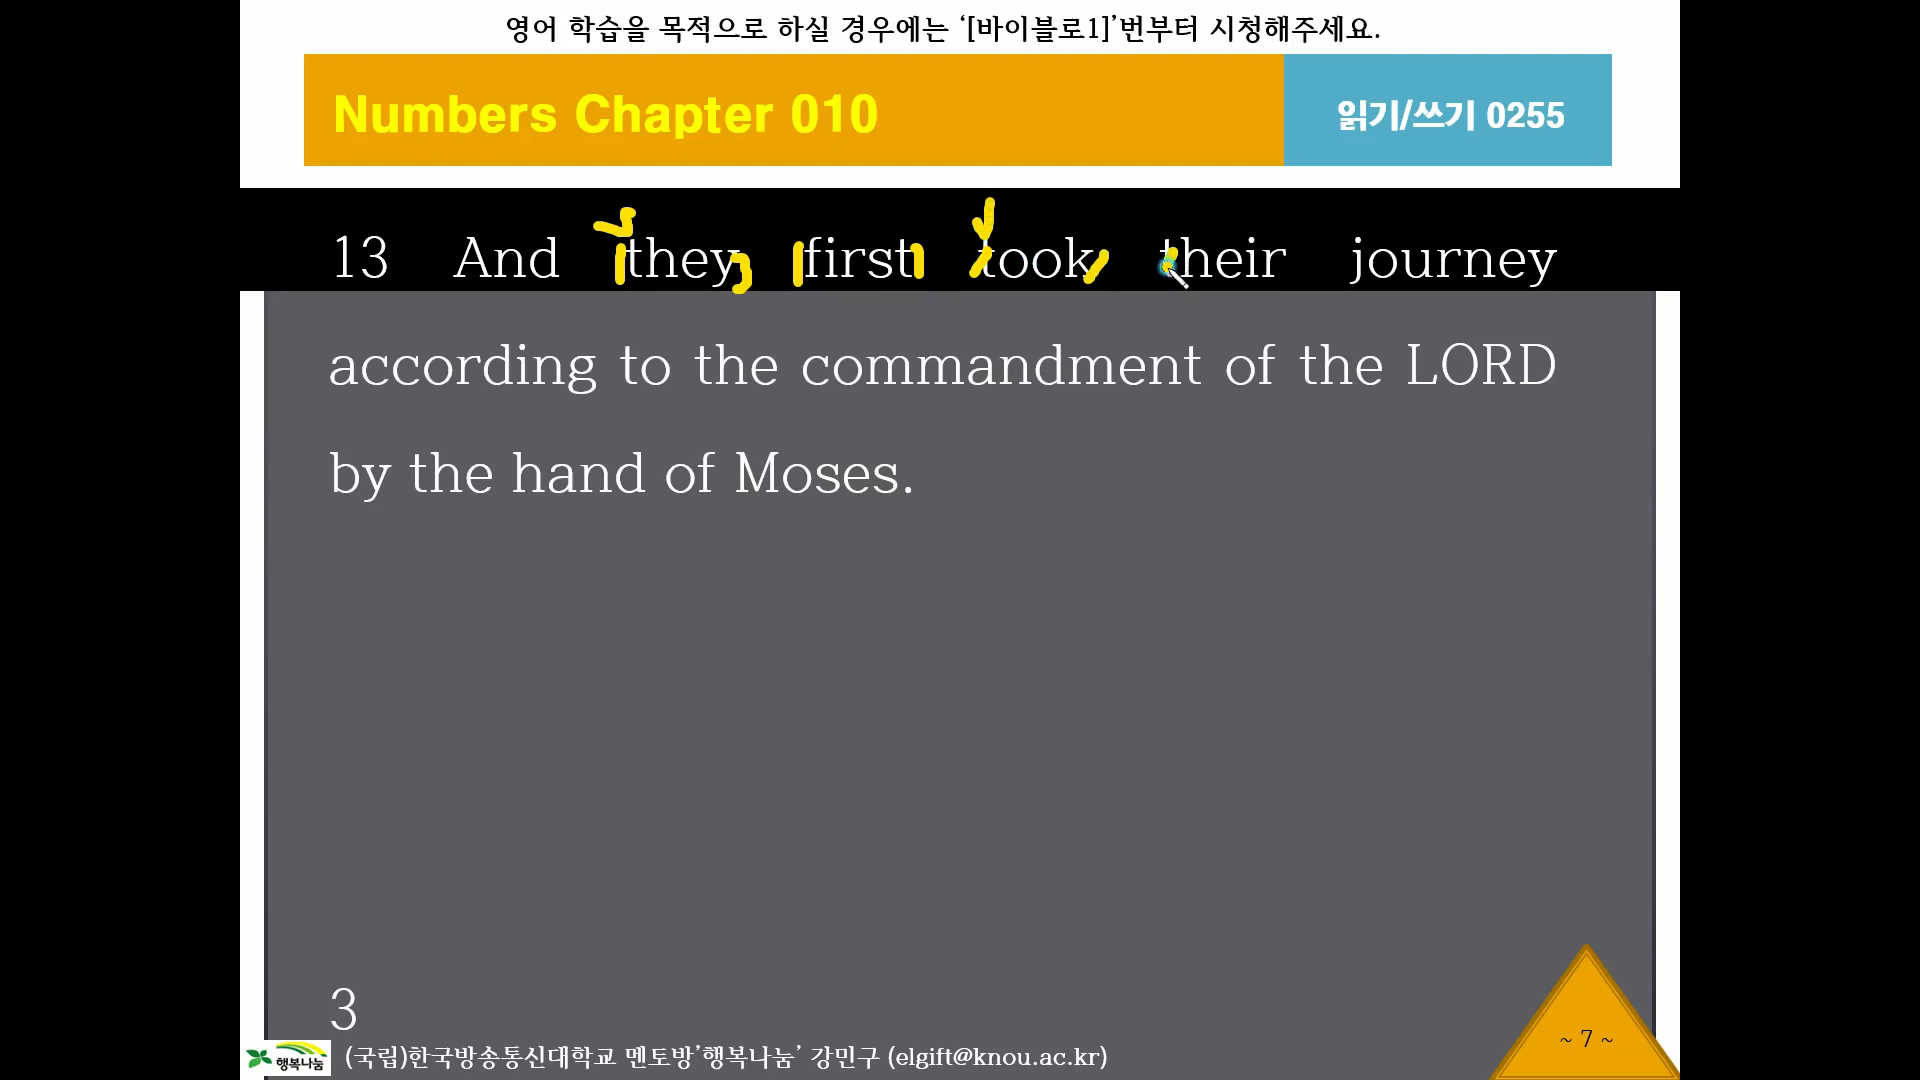 영어 학습을 목적으로 하실 경우에는 ‘[바이블로1]’번부터 시청해주세요.
Numbers Chapter 010
읽기/쓰기 0255
13 And they first took their journey
according to the commandment of the LORD
by the hand of Moses.
3
~ 7 ~
행복나눔
(국립)한국방송통신대학교 멘토방’행복나눔’ 강민구 (elgift@knou.ac.kr)